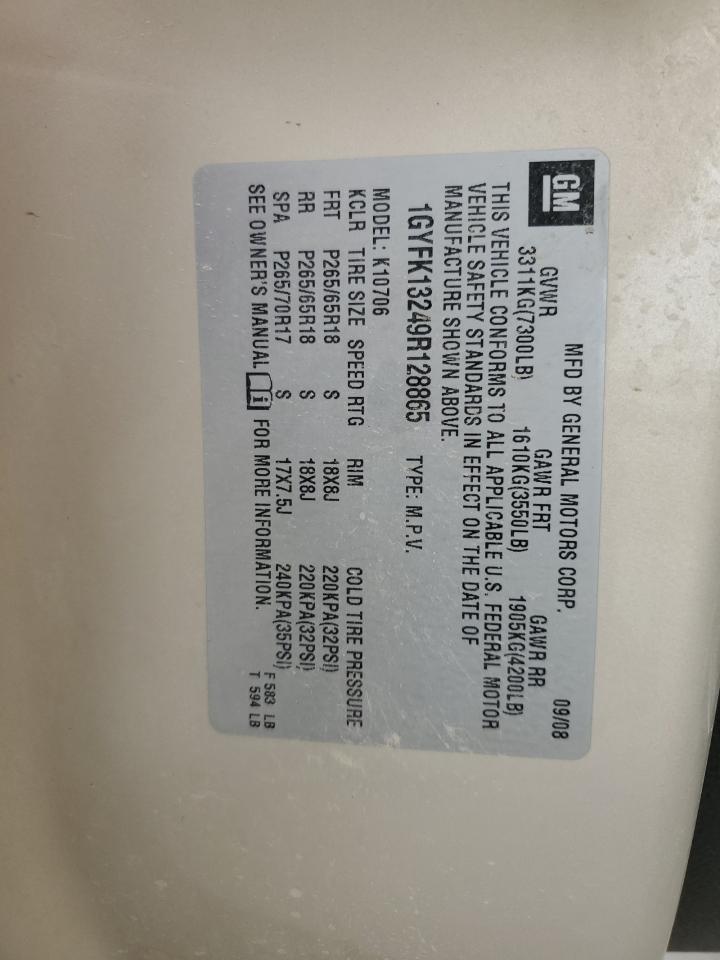 GM
MFD BY GENERAL MOTORS CORP. 09/08
GVWR GAWR FRT GAWR RR
3311KG(7300LB) 1610KG(3550LB) 1905KG(4200LB)
THIS VEHICLE CONFORMS TO ALL APPLICABLE U.S. FEDERAL MOTOR
VEHICLE SAFETY STANDARDS IN EFFECT ON THE DATE OF
MANUFACTURE SHOWN ABOVE.
1GYFK13249R128865 TYPE: M.P.V.
MODEL: K10706
KCLR TIRE SIZE SPEED RTG RIM COLD TIRE PRESSURE
FRT P265/65R18 S 18X8J 220KPA(32PSI)
RR P265/65R18 S 18X8J 220KPA(32PSI)
SPA P265/70R17 S 17X7.5J 240KPA(35PSI)
SEE OWNER'S MANUAL i FOR MORE INFORMATION.
F 583 LB
T 594 LB